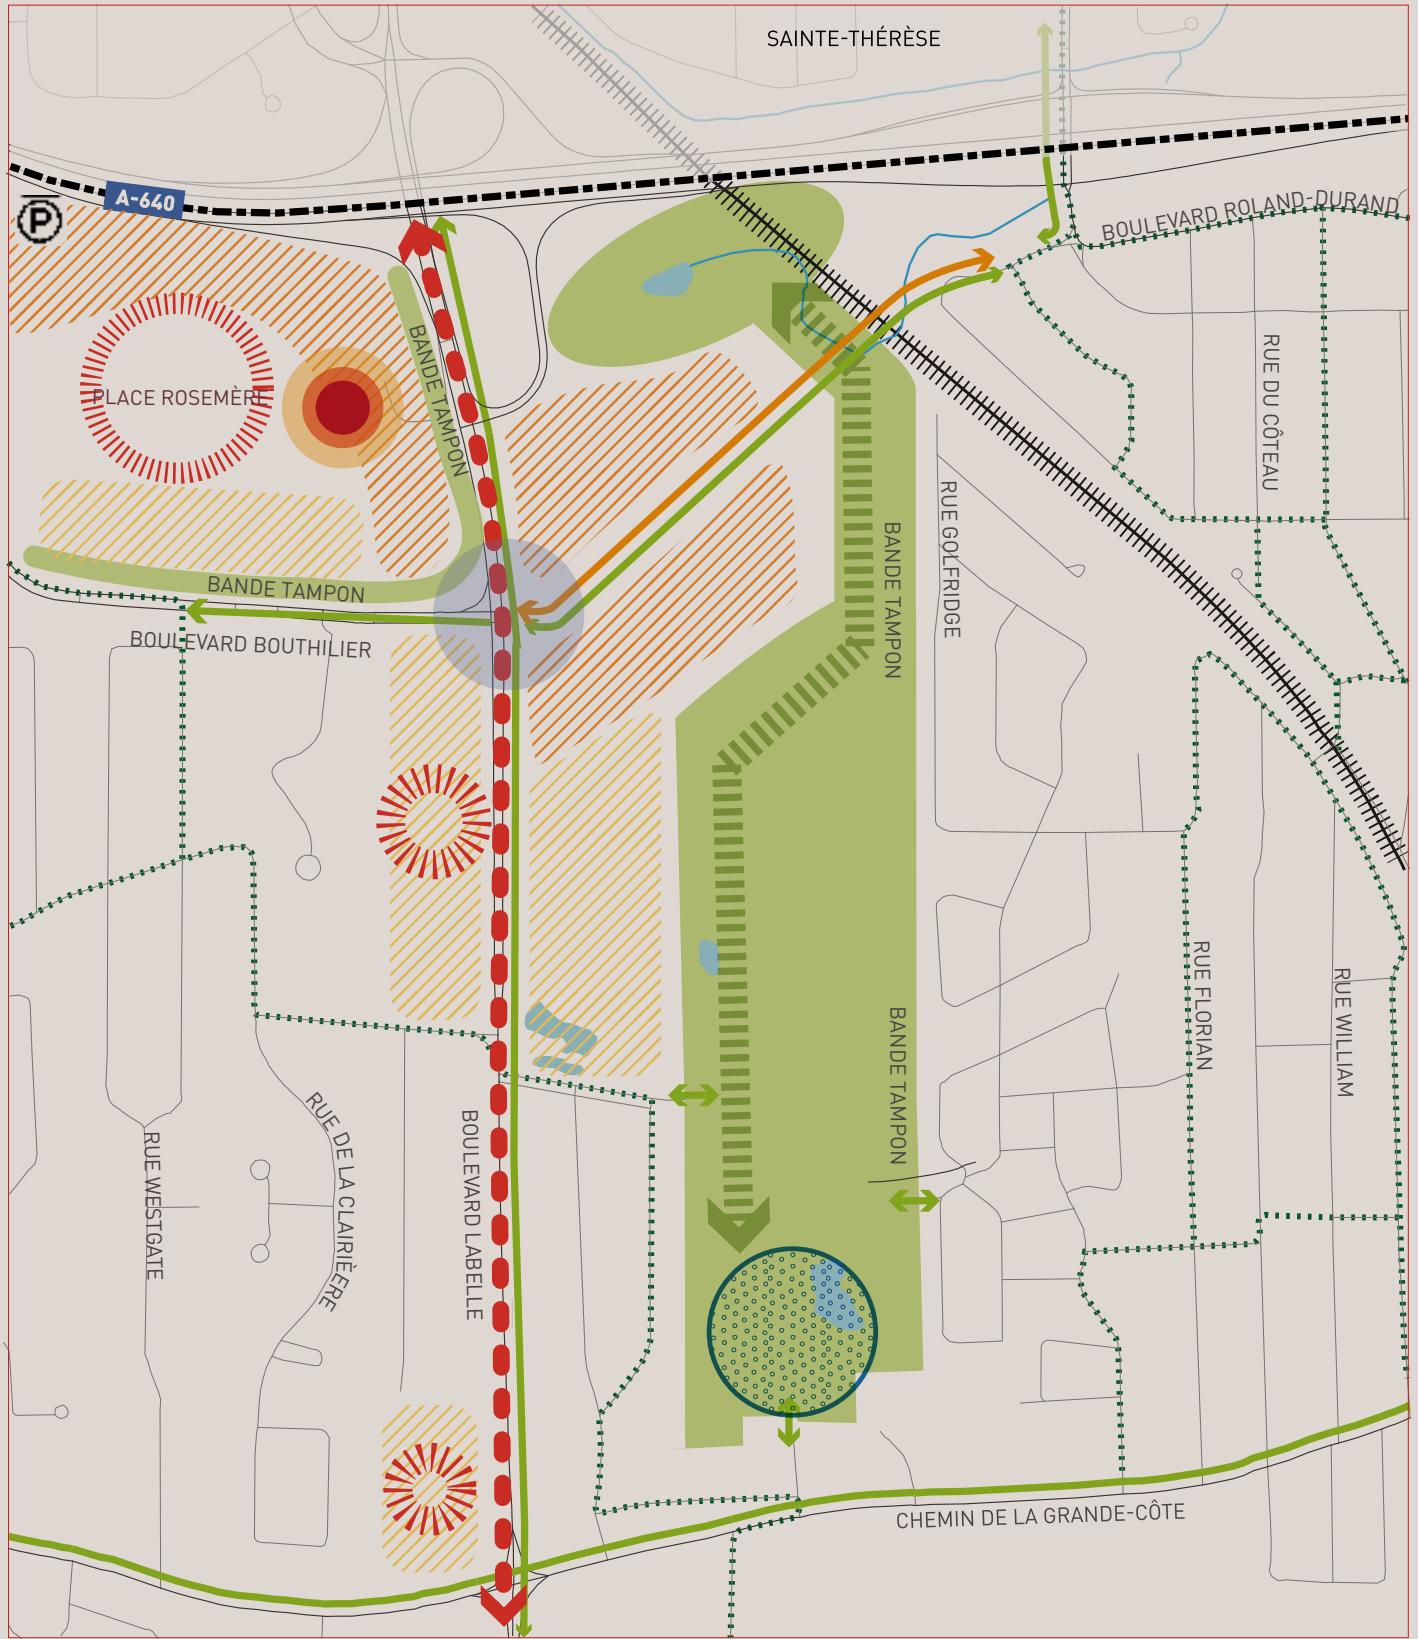 SAINTE-THÉRÈSE
A-640
P
BOULEVARD ROLAND-DURAND
BANDE TAMPON
RUE DU CÔTEAU
PLACE ROSEMÈRE
RUE GOLFRIDGE
BANDE TAMPON
BANDE TAMPON
BOULEVARD BOUTHILIER
RUE FLORIAN
RUE WILLIAM
BANDE TAMPON
RUE DE LA CLAIRIÈERE
BOULEVARD LABELLE
RUE WESTGATE
CHEMIN DE LA GRANDE-CÔTE